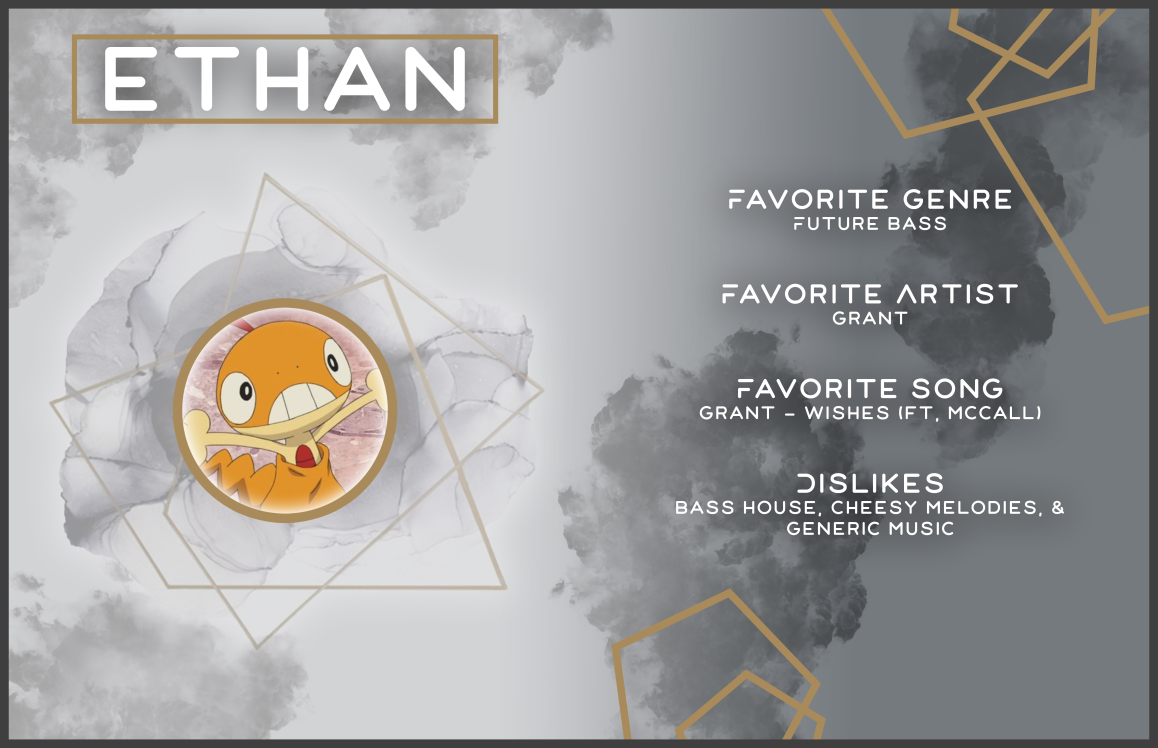 ETHAN
FAVORITE GENRE
FUTURE BASS
FAVORITE ARTIST
GRANT
FAVORITE SONG
GRANT - WISHES (FT, MCCALL)
DISLIKES
BASS HOUSE, CHEESY MELODIES, &
GENERIC MUSIC